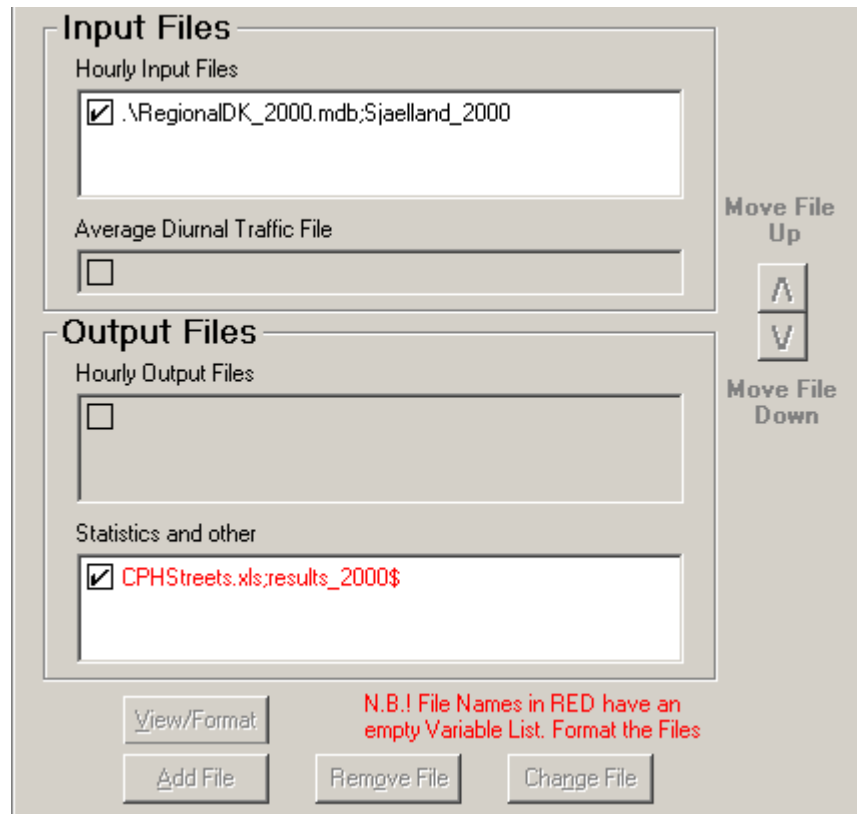 Input Files
Hourly Input Files
.\RegionalDK_2000.mdb;Sjaelland_2000
Average Diurnal Traffic File
Move File
Up
Λ
V
Move File
Down
Output Files
Hourly Output Files
Statistics and other
CPHStreets.xls;results_2000$
View/Format
N.B.! File Names in RED have an
empty Variable List. Format the Files
Add File
Remove File
Change File